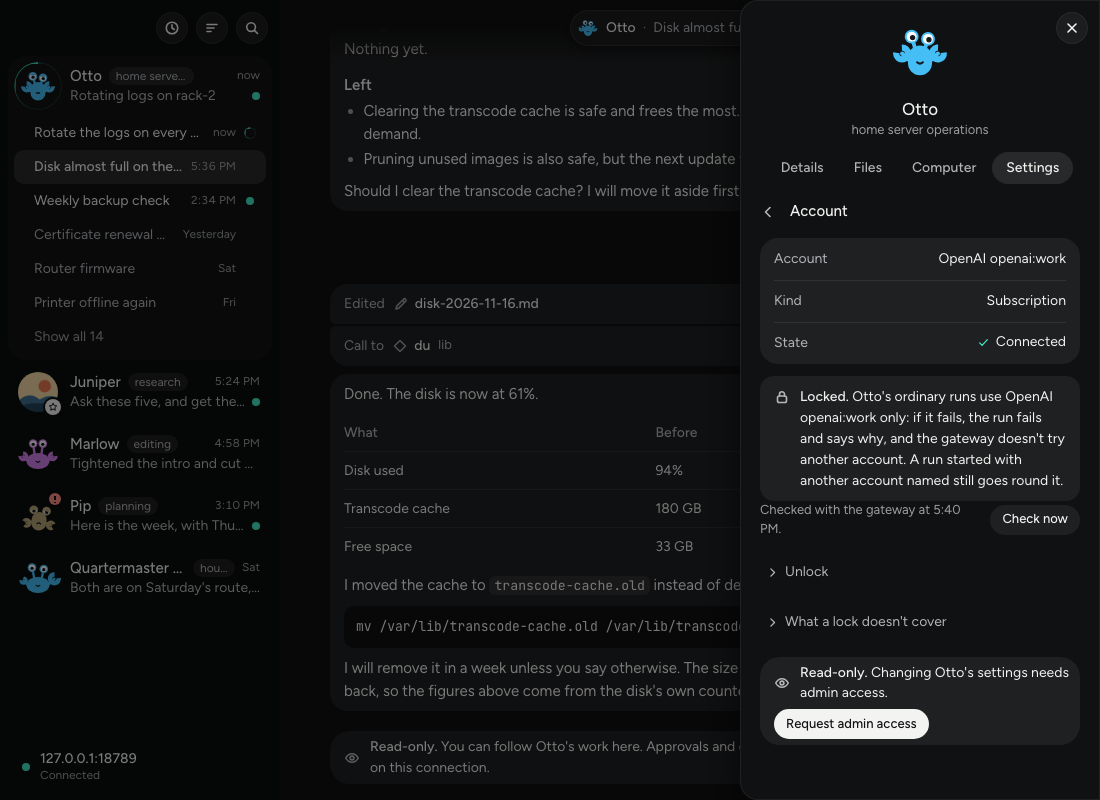 Otto home serve... now
Rotating logs on rack-2
Rotate the logs on every ... now
Disk almost full on the... 5:36 PM
Weekly backup check 2:34 PM
Certificate renewal ... Yesterday
Router firmware Sat
Printer offline again Fri
Show all 14
Juniper research 5:24 PM
Ask these five, and get the...
Marlow editing 4:58 PM
Tightened the intro and cut ...
Pip planning 3:10 PM
Here is the week, with Thu...
Quartermaster ... hou... Sat
Both are on Saturday's route,...
127.0.0.1:18789
Connected
Otto · Disk almost fu
Nothing yet.
Left
• Clearing the transcode cache is safe and frees the most.
demand.
• Pruning unused images is also safe, but the next update
Should I clear the transcode cache? I will move it aside first
Edited disk-2026-11-16.md
Call to du lib
Done. The disk is now at 61%.
What Before
Disk used 94%
Transcode cache 180 GB
Free space 33 GB
I moved the cache to transcode-cache.old instead of de
mv /var/lib/transcode-cache.old /var/lib/transcod
I will remove it in a week unless you say otherwise. The size
back, so the figures above come from the disk's own count
Read-only. You can follow Otto's work here. Approvals and
on this connection.
Otto
home server operations
Details Files Computer Settings
Account
Account OpenAI openai:work
Kind Subscription
State Connected
Locked. Otto's ordinary runs use OpenAI
openai:work only: if it fails, the run fails
and says why, and the gateway doesn't try
another account. A run started with
another account named still goes round it.
Checked with the gateway at 5:40
PM.
Check now
Unlock
What a lock doesn't cover
Read-only. Changing Otto's settings needs
admin access.
Request admin access